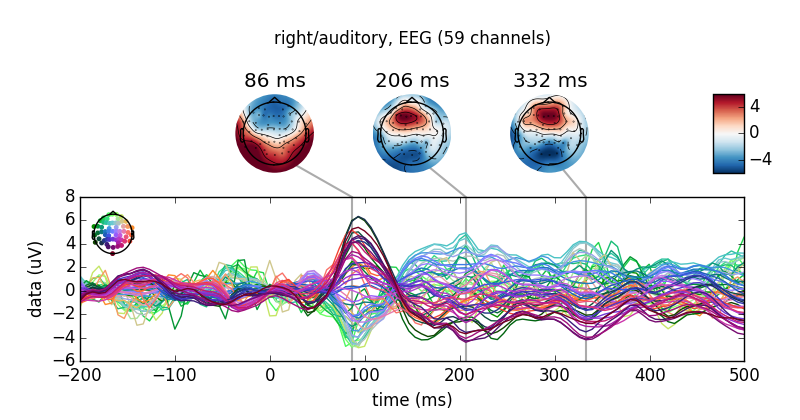 right/auditory, EEG (59 channels)
86 ms 206 ms 332 ms
4
0
−4
8
6
4
2
0
−2
−4
−6
data (uV)
−200 −100 0 100 200 300 400 500
time (ms)